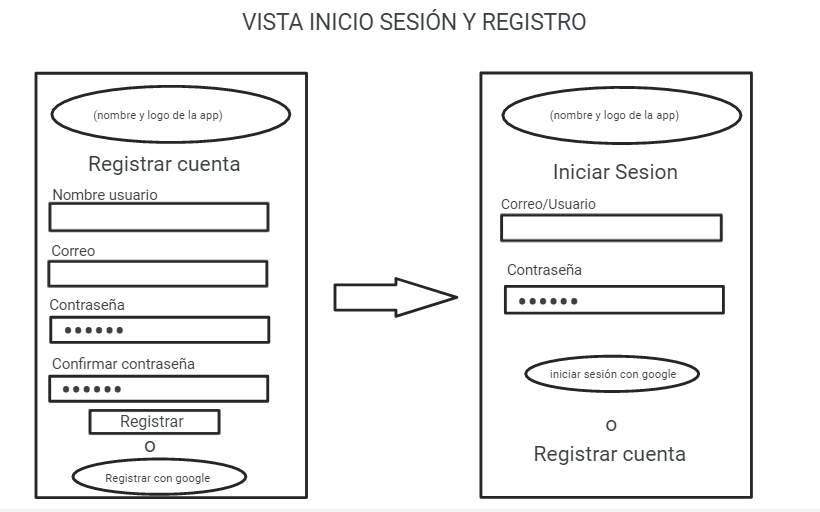 VISTA INICIO SESIÓN Y REGISTRO
(nombre y logo de la app)
Registrar cuenta
Nombre usuario
Correo
Contraseña
••••••
Confirmar contraseña
••••••
Registrar
O
Registrar con google
(nombre y logo de la app)
Iniciar Sesion
Correo/Usuario
Contraseña
••••••
iniciar sesión con google
O
Registrar cuenta